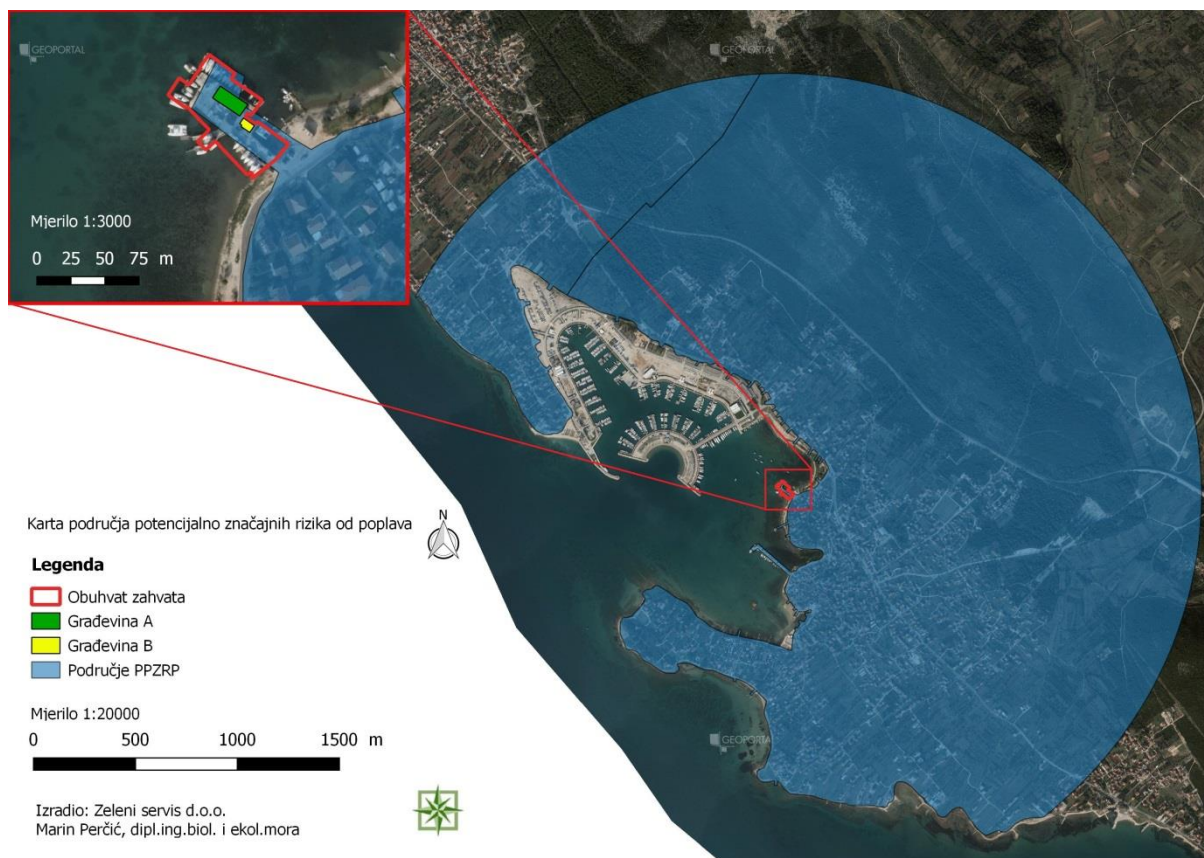 GEOPORTAL
GEOPORTAL
Mjerilo 1:3000
0 25 50 75 m
Karta područja potencijalno značajnih rizika od poplava
N
Legenda
Obuhvat zahvata
Građevina A
Građevina B
Područje PPZRP
Mjerilo 1:20000
0 500 1000 1500 m
GEOPORTA
Izradio: Zeleni servis d.o.o.
Marin Perčić, dipl.ing.biol. i ekol.mora